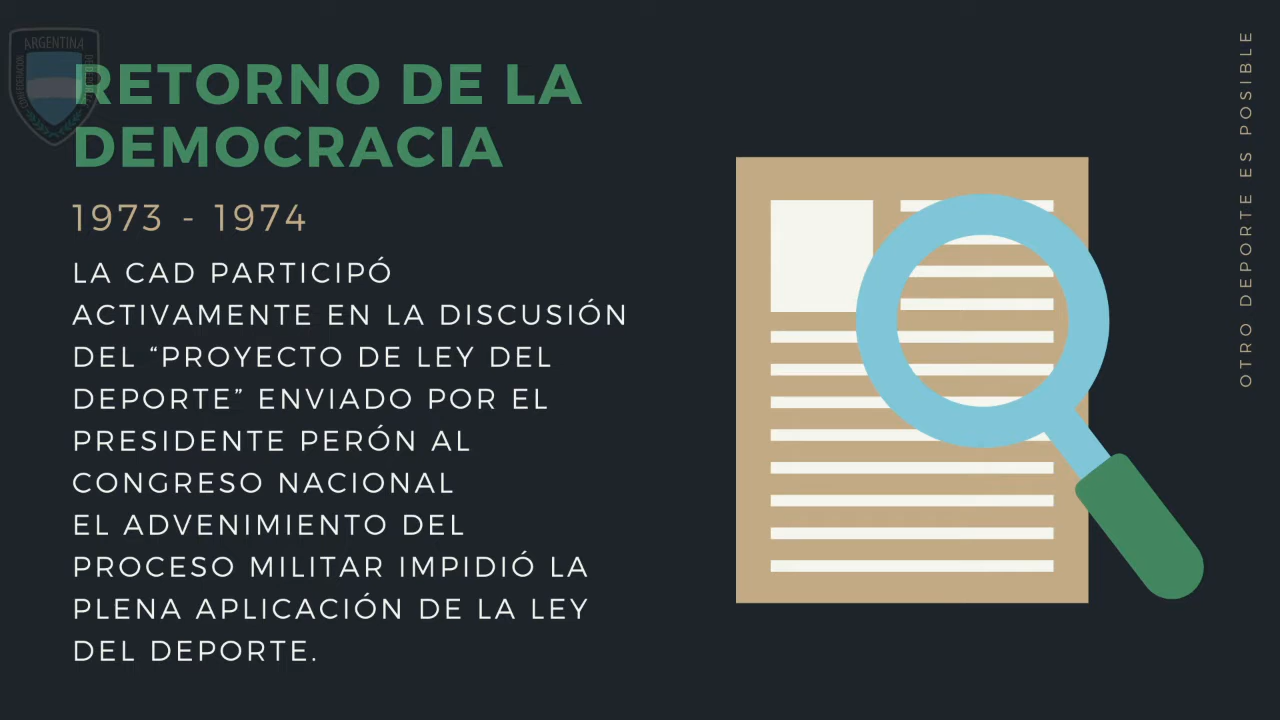 ARGENTINA
CONFEDERACION
RETORNO DE LA
DEMOCRACIA
1973 - 1974
LA CAD PARTICIPÓ
ACTIVAMENTE EN LA DISCUSIÓN
DEL “PROYECTO DE LEY DEL
DEPORTE” ENVIADO POR EL
PRESIDENTE PERÓN AL
CONGRESO NACIONAL
EL ADVENIMIENTO DEL
PROCESO MILITAR IMPIDIÓ LA
PLENA APLICACIÓN DE LA LEY
DEL DEPORTE.
OTRO DEPORTE ES POSIBLE